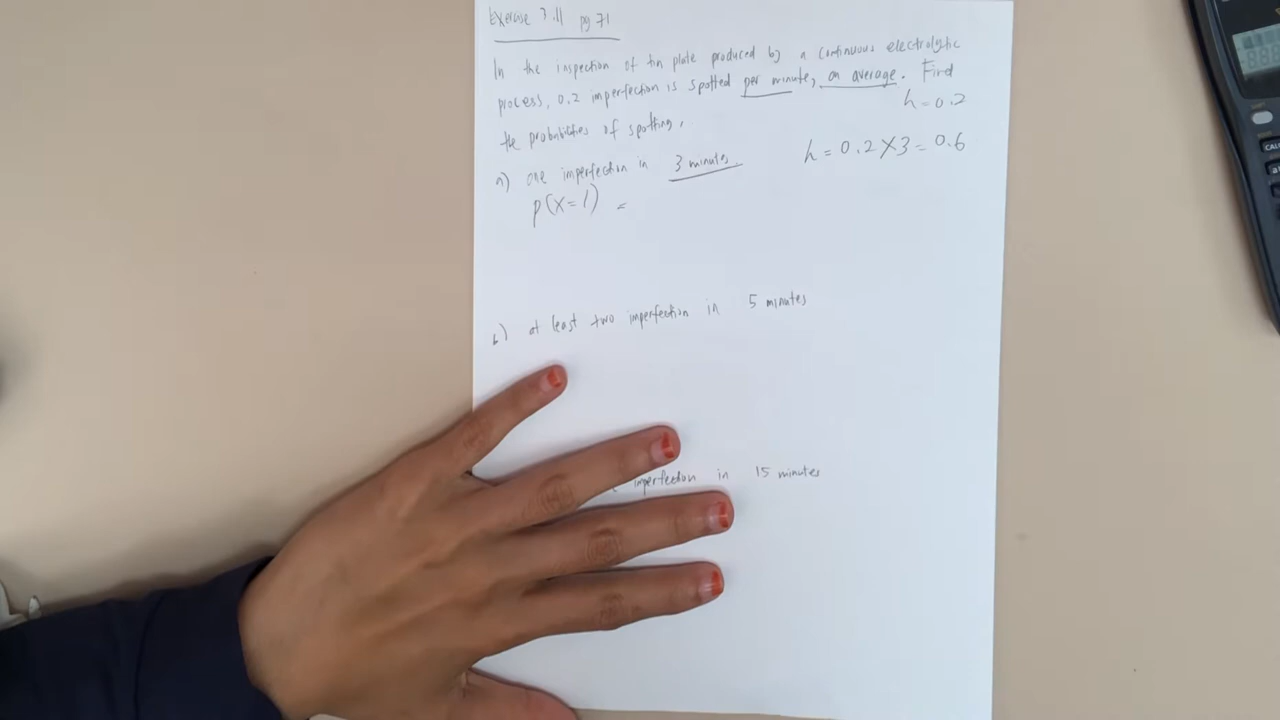 Exercise 7.11 pg 71
In the inspection of tin plate produced by a continuous electrolytic
process, 0.2 imperfection is spotted per minute, on average. Find
λ = 0.2
the probabilities of spotting,
a) one imperfection in 3 minutes.
λ = 0.2 × 3 = 0.6
P(X=1) =
b) at least two imperfection in 5 minutes
imperfection in 15 minutes